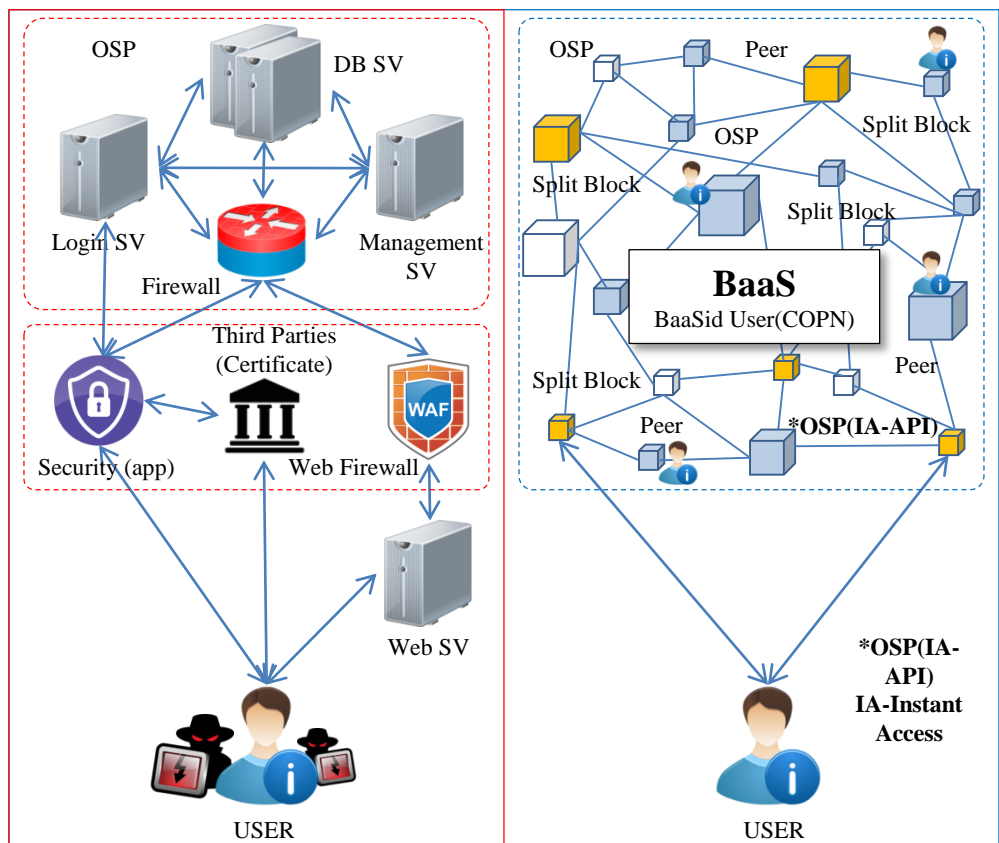 OSP
DB SV
Login SV
Management
SV
Firewall
Third Parties
(Certificate)
WAF
Security (app)
Web Firewall
Web SV
i
USER
OSP
Peer
i
Split Block
OSP
Split Block
i
Split Block
i
BaaS
BaaSid User(COPN)
Peer
Split Block
*OSP(IA-API)
Peer
i
*OSP(IA-
API)
IA-Instant
Access
i
USER